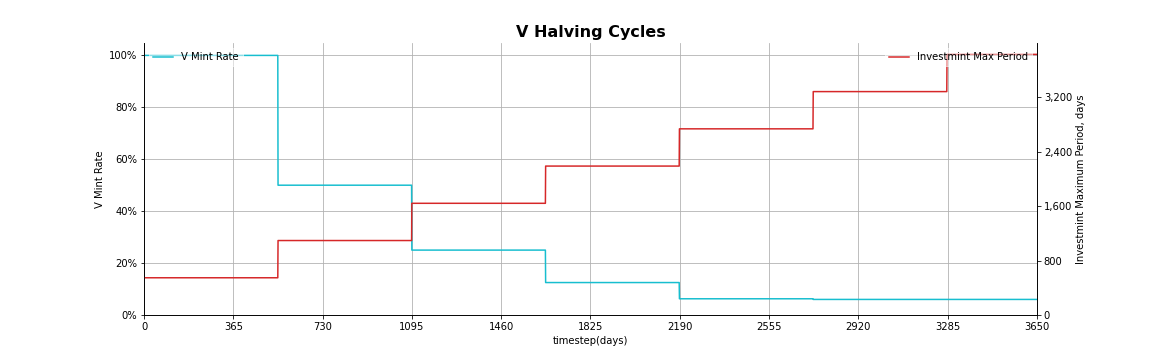 V Halving Cycles
V Mint Rate
Investmint Max Period
100%
80%
60%
40%
20%
0%
V Mint Rate
3,200
2,400
1,600
800
0
Investmint Maximum Period, days
0 365 730 1095 1460 1825 2190 2555 2920 3285 3650
timestep(days)